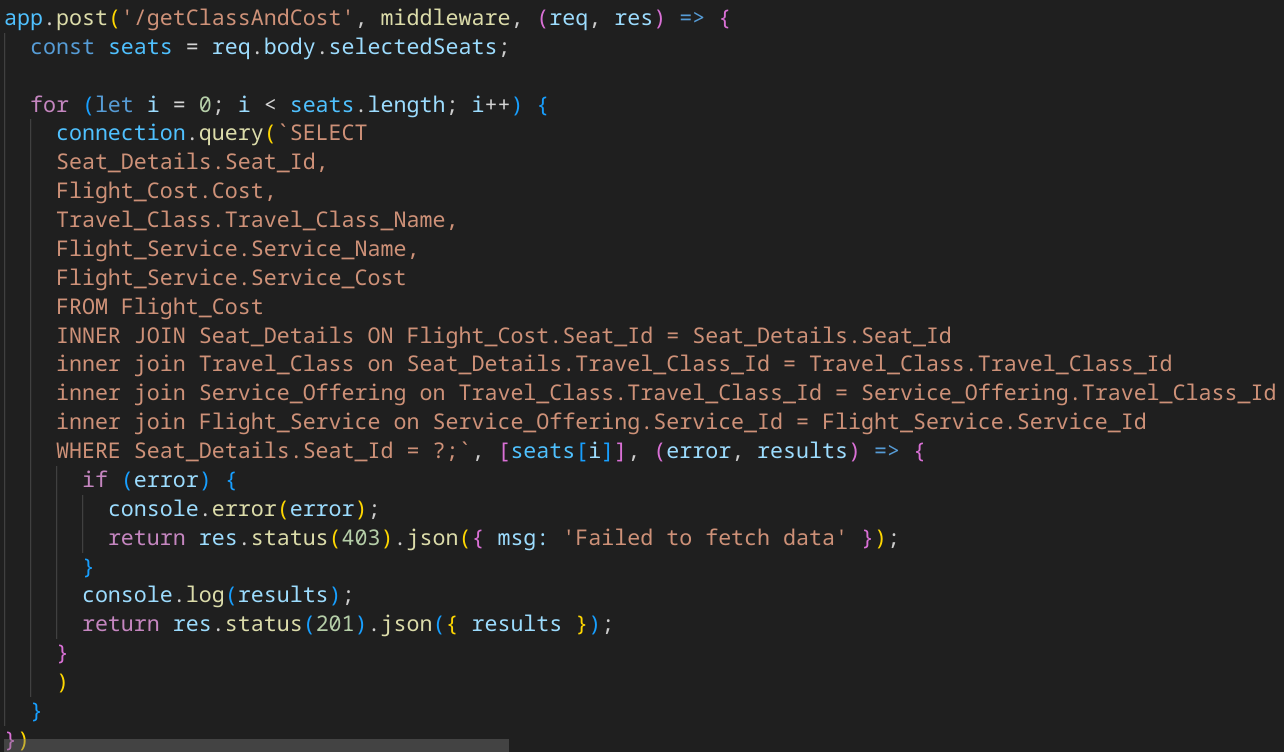 app.post('/getClassAndCost', middleware, (req, res) => {
  const seats = req.body.selectedSeats;

  for (let i = 0; i < seats.length; i++) {
    connection.query(`SELECT
    Seat_Details.Seat_Id,
    Flight_Cost.Cost,
    Travel_Class.Travel_Class_Name,
    Flight_Service.Service_Name,
    Flight_Service.Service_Cost
    FROM Flight_Cost
    INNER JOIN Seat_Details ON Flight_Cost.Seat_Id = Seat_Details.Seat_Id
    inner join Travel_Class on Seat_Details.Travel_Class_Id = Travel_Class.Travel_Class_Id
    inner join Service_Offering on Travel_Class.Travel_Class_Id = Service_Offering.Travel_Class_Id
    inner join Flight_Service on Service_Offering.Service_Id = Flight_Service.Service_Id
    WHERE Seat_Details.Seat_Id = ?;`, [seats[i]], (error, results) => {
      if (error) {
        console.error(error);
        return res.status(403).json({ msg: 'Failed to fetch data' });
      }
      console.log(results);
      return res.status(201).json({ results });
    }
    )
  }
})